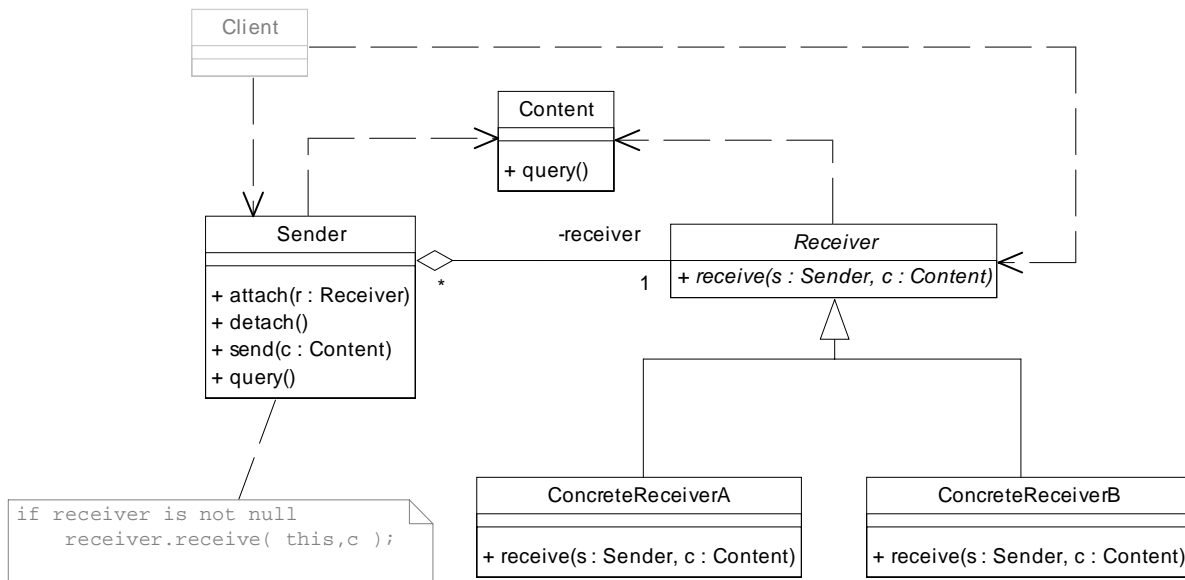 Client
Content
+ query()
Sender
+ attach(r : Receiver)
+ detach()
+ send(c : Content)
+ query()
-receiver
*
1
Receiver
+ receive(s : Sender, c : Content)
if receiver is not null
receiver.receive( this,c );
ConcreteReceiverA
+ receive(s : Sender, c : Content)
ConcreteReceiverB
+ receive(s : Sender, c : Content)